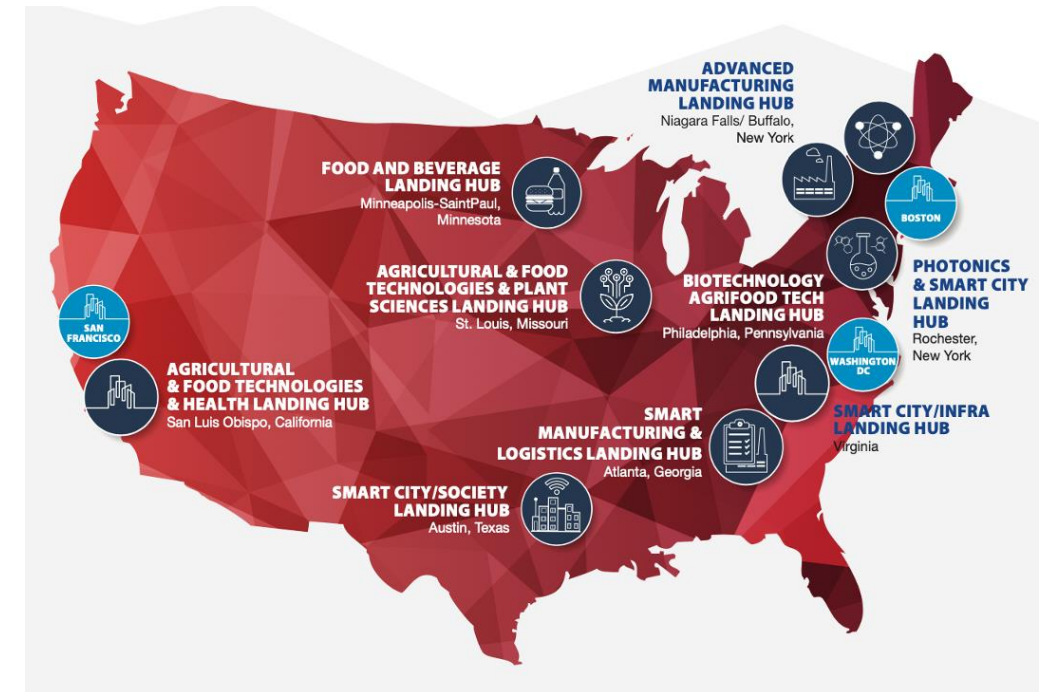 ADVANCED
MANUFACTURING
LANDING HUB
Niagara Falls/ Buffalo,
New York
FOOD AND BEVERAGE
LANDING HUB
Minneapolis-SaintPaul,
Minnesota
BOSTON
AGRICULTURAL & FOOD
TECHNOLOGIES & PLANT
SCIENCES LANDING HUB
St. Louis, Missouri
BIOTECHNOLOGY
AGRIFOOD TECH
LANDING HUB
Philadelphia, Pennsylvania
PHOTONICS
& SMART CITY
LANDING
HUB
Rochester,
New York
SAN
FRANCISCO
WASHINGTON
DC
AGRICULTURAL
& FOOD TECHNOLOGIES
& HEALTH LANDING HUB
San Luis Obispo, California
SMART CITY/INFRA
LANDING HUB
Virginia
SMART
MANUFACTURING &
LOGISTICS LANDING HUB
Atlanta, Georgia
SMART CITY/SOCIETY
LANDING HUB
Austin, Texas